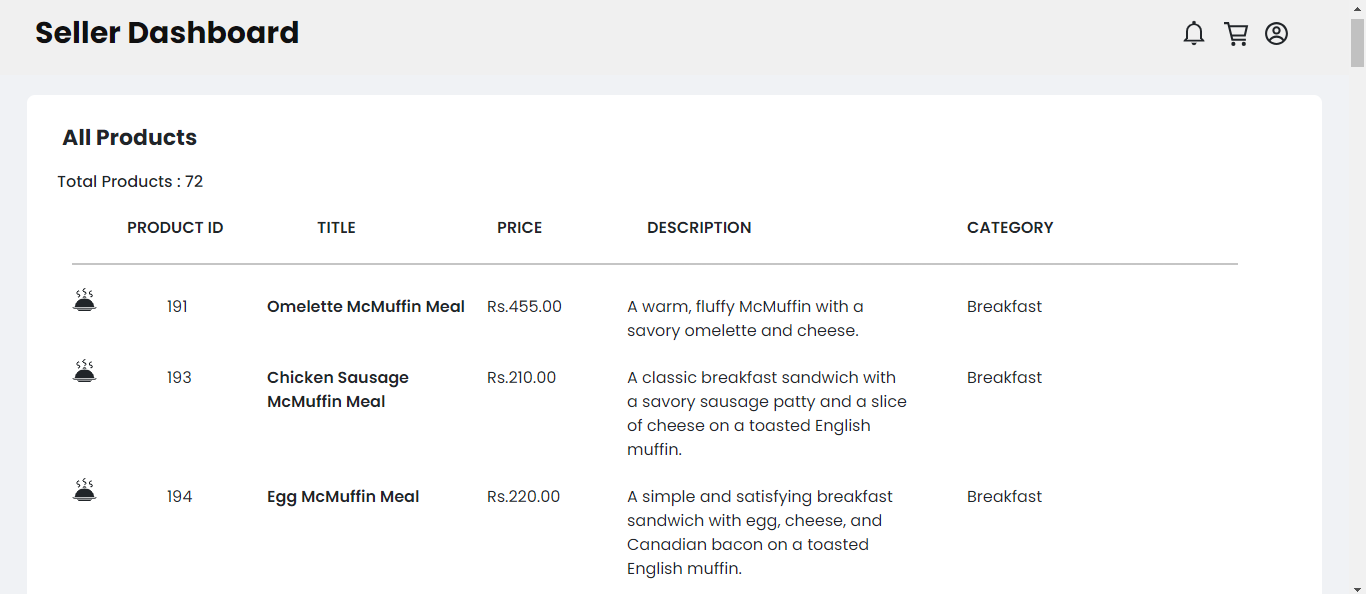 Seller Dashboard
All Products
Total Products : 72
PRODUCT ID TITLE PRICE DESCRIPTION CATEGORY
191 Omelette McMuffin Meal Rs.455.00 A warm, fluffy McMuffin with a Breakfast
savory omelette and cheese.
193 Chicken Sausage Rs.210.00 A classic breakfast sandwich with Breakfast
McMuffin Meal a savory sausage patty and a slice
of cheese on a toasted English
muffin.
194 Egg McMuffin Meal Rs.220.00 A simple and satisfying breakfast Breakfast
sandwich with egg, cheese, and
Canadian bacon on a toasted
English muffin.